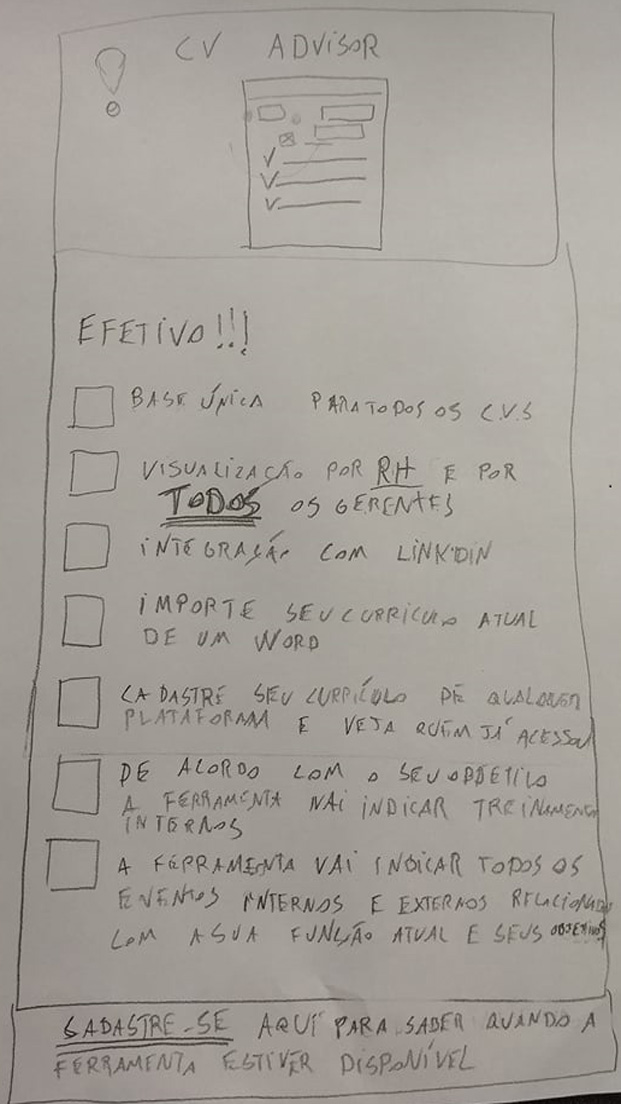 CV ADVISOR
EFETIVO!!!
BASE ÚNICA PARA TODOS OS C.V.S
VISUALIZAÇÃO POR RH E POR
TODOS OS GERENTES
INTEGRAÇÃO COM LINK'DIN
IMPORTE SEU CURRICULO ATUAL
DE UM WORD
CADASTRE SEU CURRÍCULO DE QUALQUER
PLATAFORMA E VEJA QUEM JÁ ACESSOU
DE ACORDO COM O SEU OBJETIVO
A FERRAMENTA VAI INDICAR TREINAMENTOS
INTERNOS
A FERRAMENTA VAI INDICAR TODOS OS
EVENTOS INTERNOS E EXTERNOS RELACIONADOS
COM A SUA FUNÇÃO ATUAL E SEUS OBJETIVOS
CADASTRE-SE AQUI PARA SABER QUANDO A
FERRAMENTA ESTIVER DISPONÍVEL